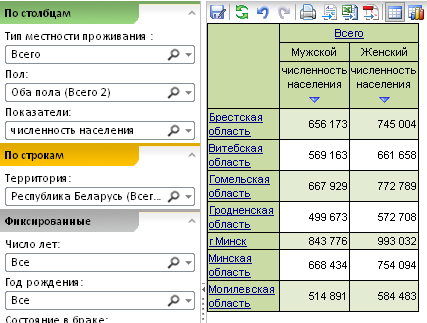 По столбцам
Тип местности проживания :
Всего
Пол:
Оба пола (Всего 2)
Показатели:
численность населения
По строкам
Территория:
Республика Беларусь (Всег...
Фиксированные
Число лет:
Все
Год рождения:
Все
Состояние в браке:
Всего
Мужской Женский
численность населения численность населения
Брестская область 656 173 745 004
Витебская область 569 163 661 658
Гомельская область 667 929 772 789
Гродненская область 499 673 572 708
г Минск 843 776 993 032
Минская область 668 434 754 094
Могилевская область 514 891 584 483